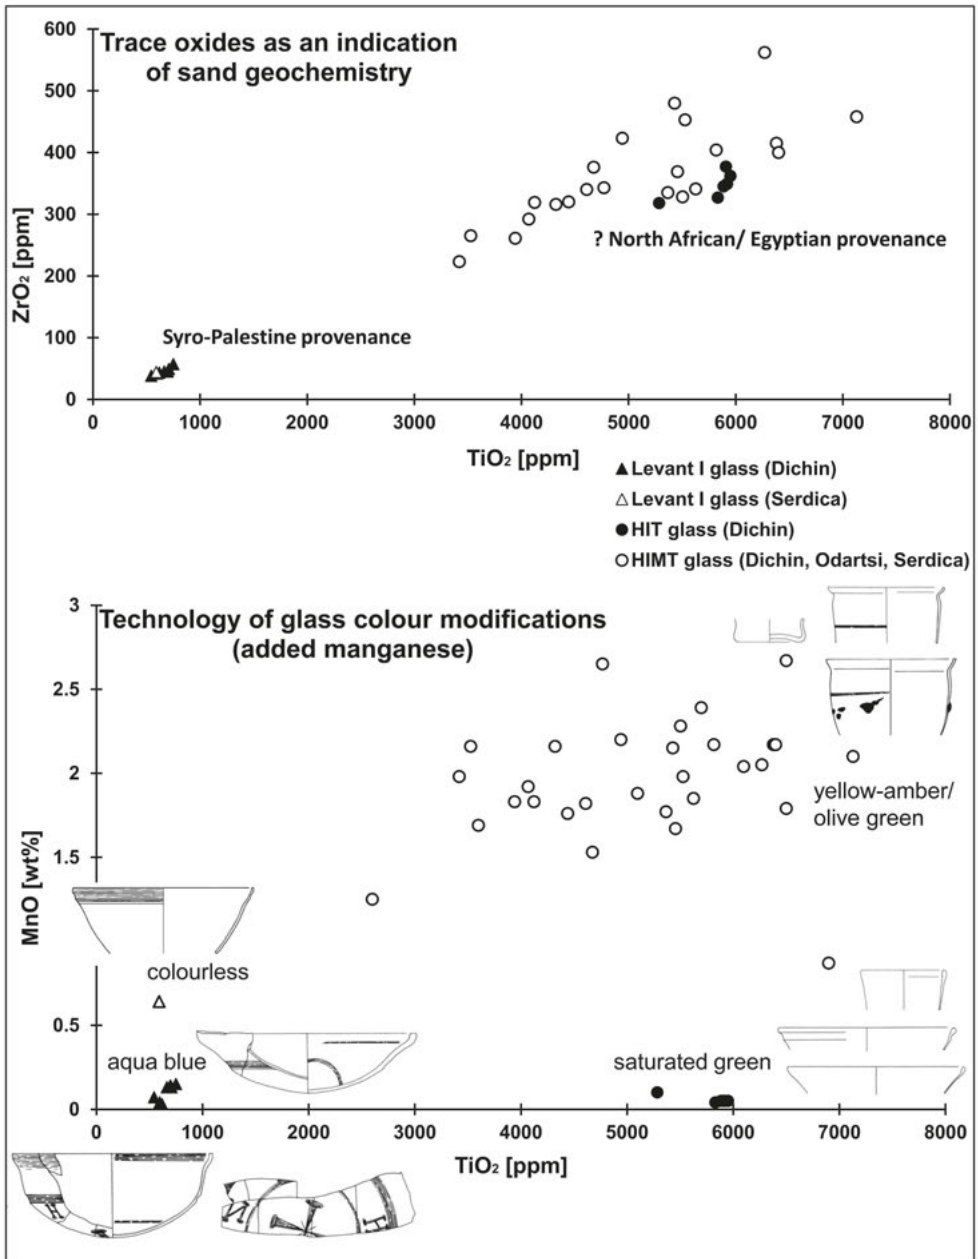 Trace oxides as an indication
of sand geochemistry
600
500
400
300
200
100
0
ZrO₂ [ppm]
? North African/ Egyptian provenance
Syro-Palestine provenance
0 1000 2000 3000 4000 5000 6000 7000 8000
TiO₂ [ppm]
▲Levant I glass (Dichin)
△Levant I glass (Serdica)
●HIT glass (Dichin)
○HIMT glass (Dichin, Odartsi, Serdica)
Technology of glass colour modifications
(added manganese)
3
2.5
2
1.5
0.5
0
MnO [wt%]
yellow-amber/
olive green
colourless
aqua blue
saturated green
0 1000 2000 3000 4000 5000 6000 7000 8000
TiO₂ [ppm]